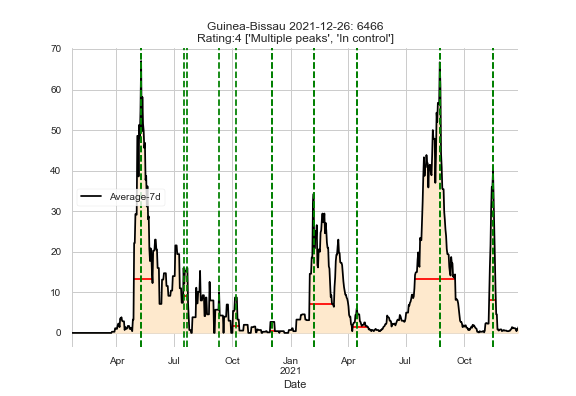 Guinea-Bissau 2021-12-26: 6466
Rating:4 ['Multiple peaks', 'In control']
70
60
50
40
30
20
10
0
Average-7d
Apr Jul Oct Jan Apr Jul Oct
2021
Date